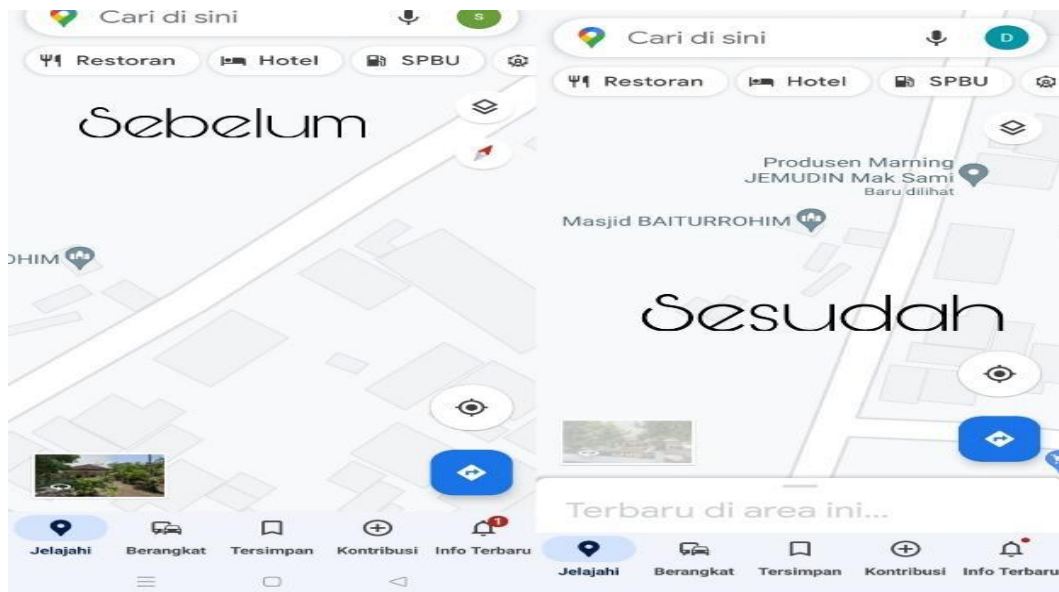 Cari di sini
S
Restoran
Hotel
SPBU
Sebelum
OHIM
Jelajahi
Berangkat
Tersimpan
Kontribusi
1
Info Terbaru
Cari di sini
D
Restoran
Hotel
SPBU
Produsen Marning
JEMUDIN Mak Sami
Baru dilihat
Masjid BAITURROHIM
Sesudah
Terbaru di area ini...
Jelajahi
Berangkat
Tersimpan
Kontribusi
Info Terbaru